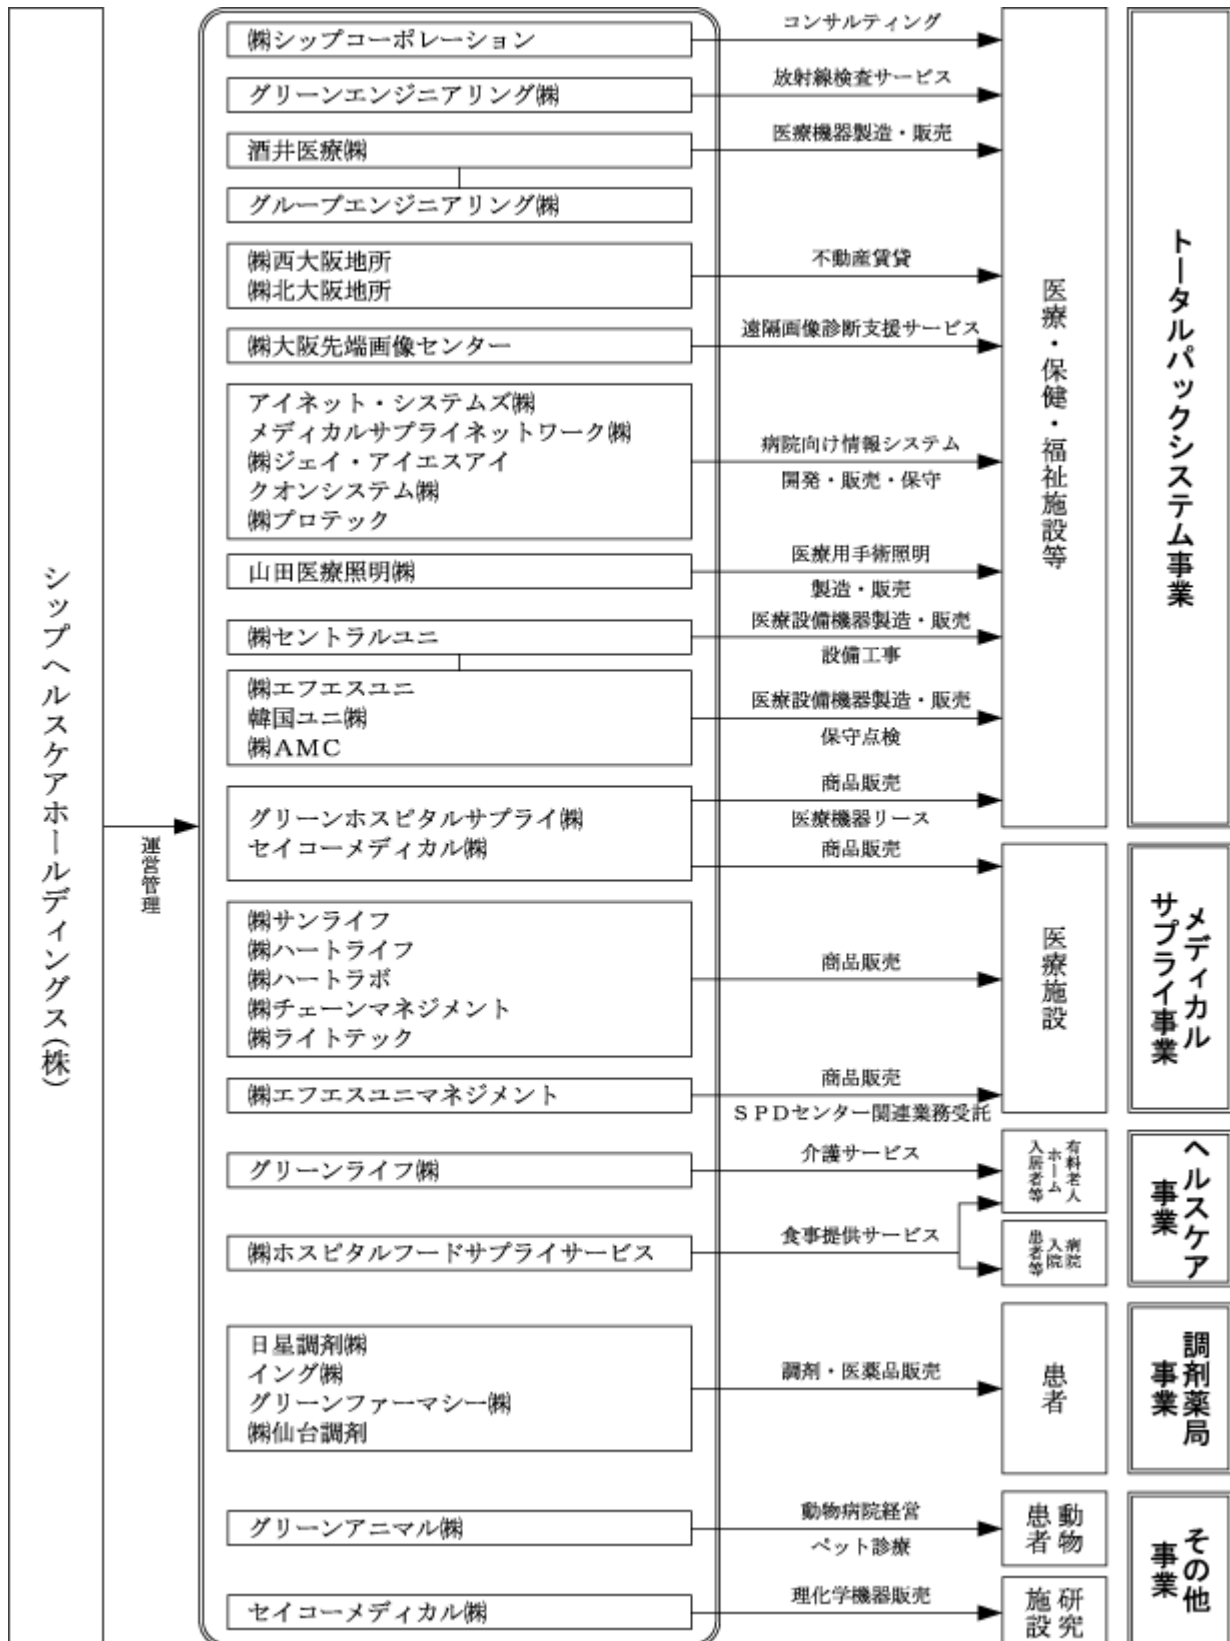 シップヘルスケアホールディングス(株)
運営管理
㈱シップコーポレーション
コンサルティング
グリーンエンジニアリング㈱
放射線検査サービス
酒井医療㈱
医療機器製造・販売
グループエンジニアリング㈱
㈱西大阪地所
㈱北大阪地所
不動産賃貸
㈱大阪先端画像センター
遠隔画像診断支援サービス
アイネット・システムズ㈱
メディカルサプライネットワーク㈱
㈱ジェイ・アイエスアイ
クオンシステム㈱
㈱プロテック
病院向け情報システム
開発・販売・保守
山田医療照明㈱
医療用手術照明
製造・販売
㈱セントラルユニ
医療設備機器製造・販売
設備工事
㈱エフエスユニ
韓国ユニ㈱
㈱AMC
医療設備機器製造・販売
保守点検
グリーンホスピタルサプライ㈱
セイコーメディカル㈱
商品販売
医療機器リース
商品販売
医療・保健・福祉施設等
トータルパックシステム事業
㈱サンライフ
㈱ハートライフ
㈱ハートラボ
㈱チェーンマネジメント
㈱ライトテック
商品販売
㈱エフエスユニマネジメント
商品販売
SPDセンター関連業務受託
医療施設
メディカル
サプライ事業
グリーンライフ㈱
介護サービス
有料老人
ホーム
入居者等
㈱ホスピタルフードサプライサービス
食事提供サービス
病院
入院
患者等
ヘルスケア
事業
日星調剤㈱
イング㈱
グリーンファーマシー㈱
㈱仙台調剤
調剤・医薬品販売
患者
調剤薬局
事業
グリーンアニマル㈱
動物病院経営
ペット診療
動物
患者
セイコーメディカル㈱
理化学機器販売
研究
施設
その他
事業